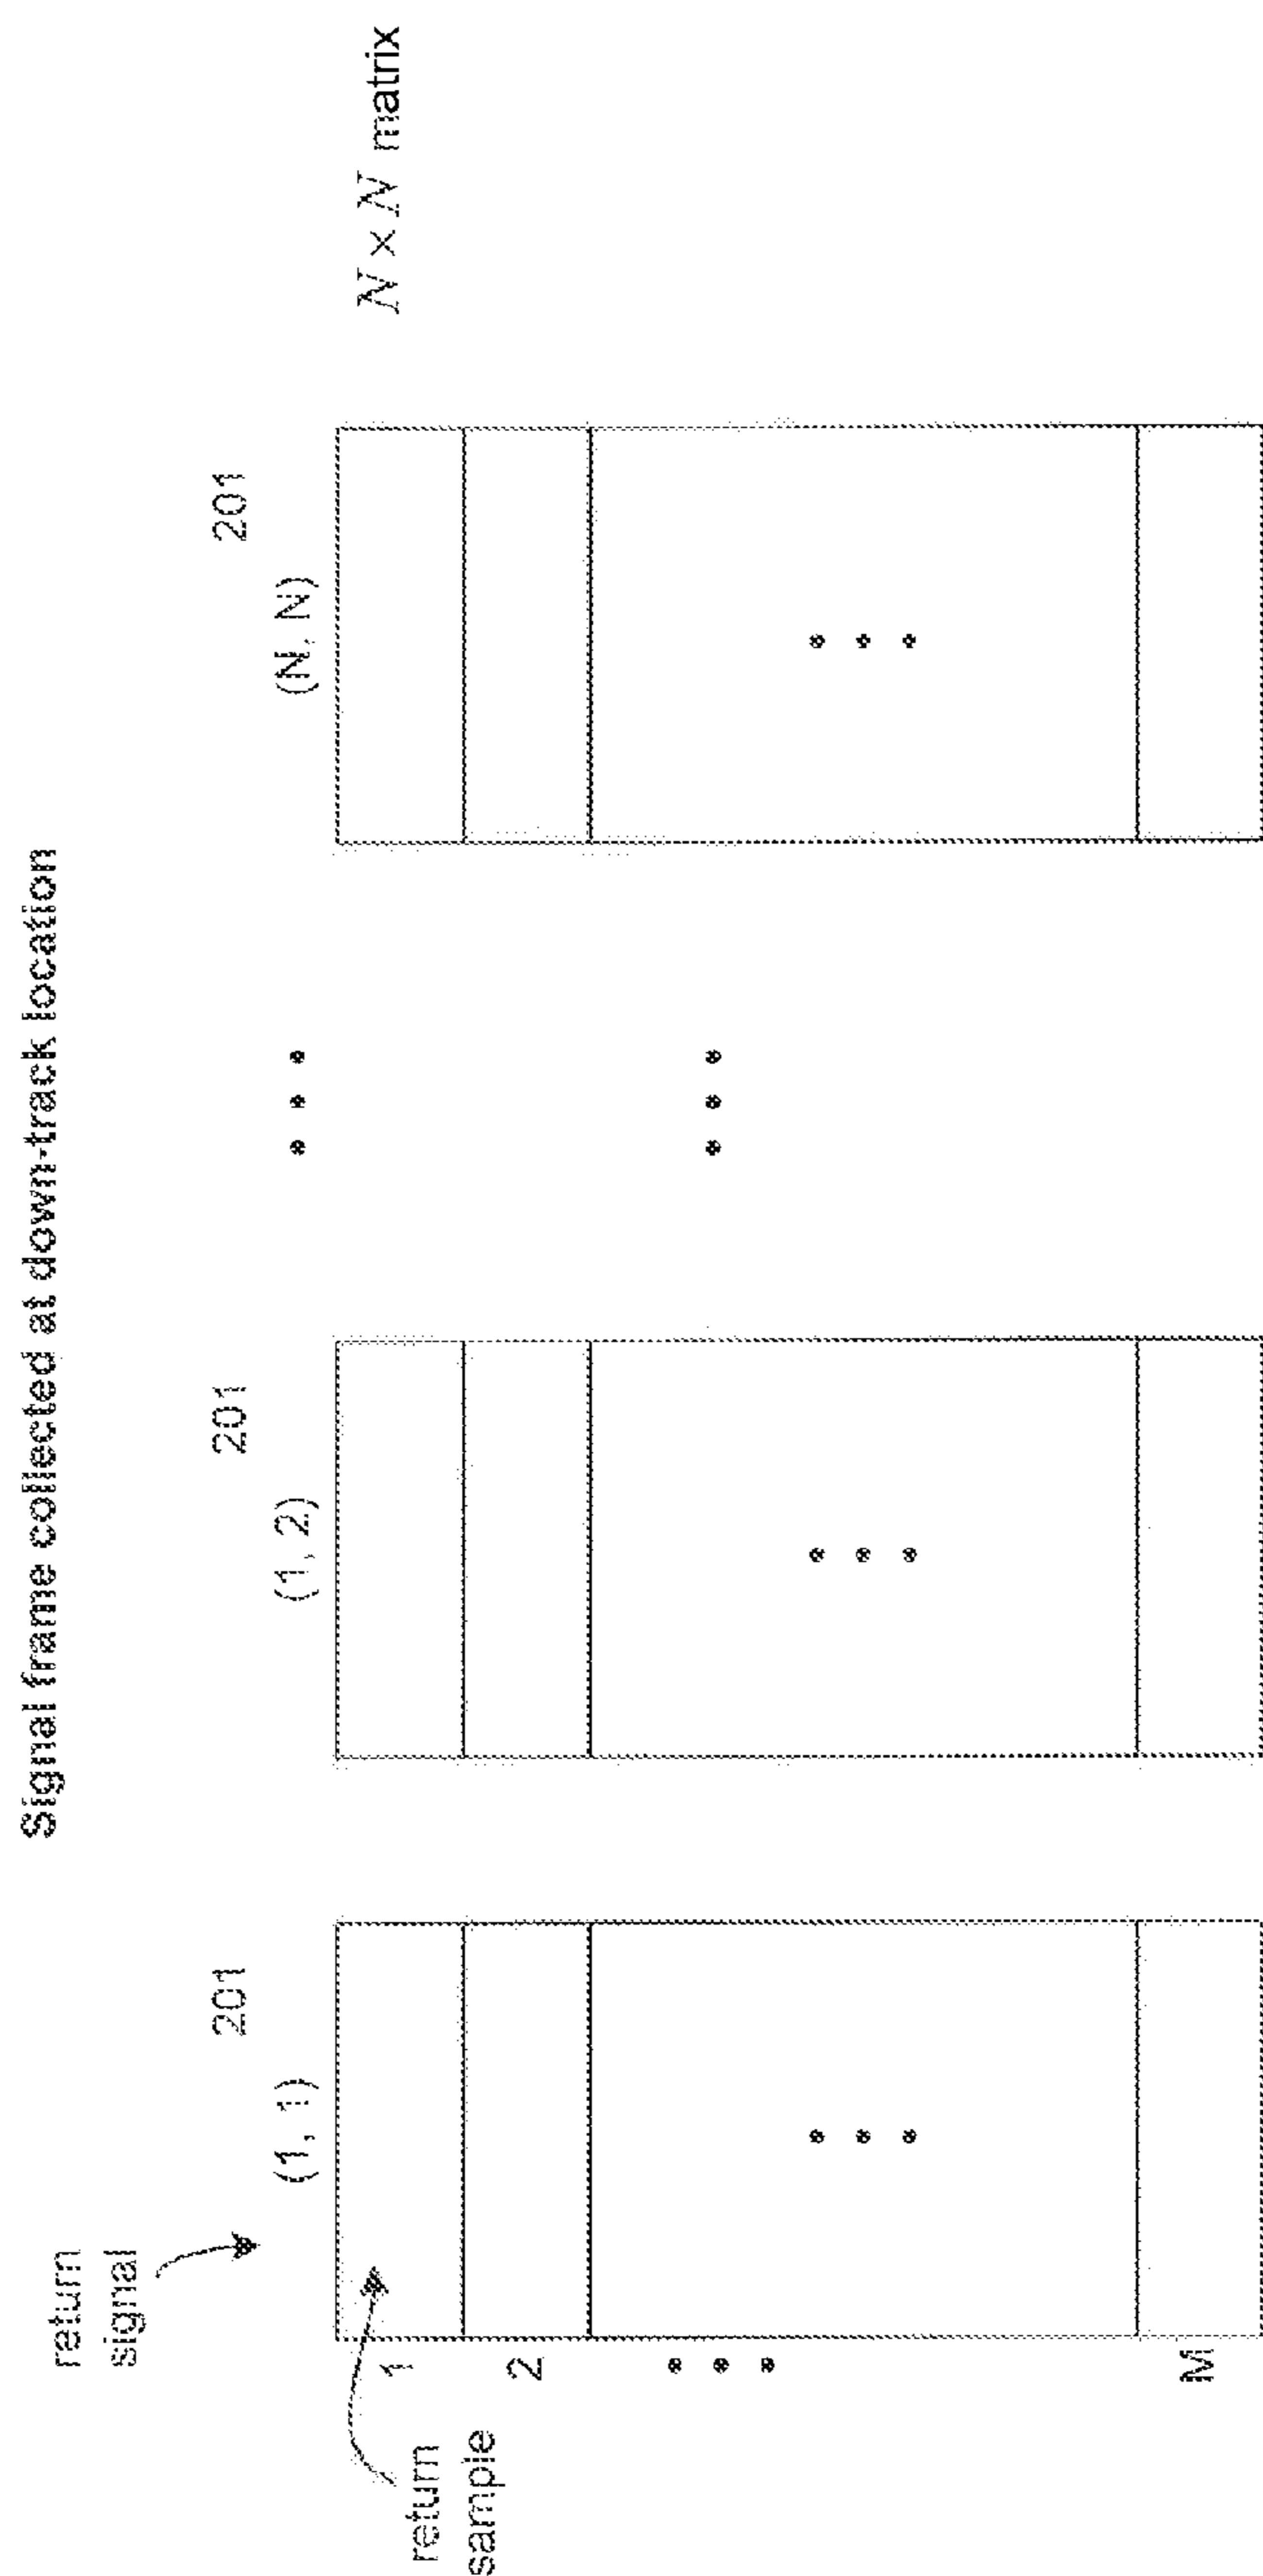 Signal frame collected at down-track location
return
signal
201
201
201
(1, 1)
(1, 2)
(N, N)
N × N matrix
return
sample
1
2
M